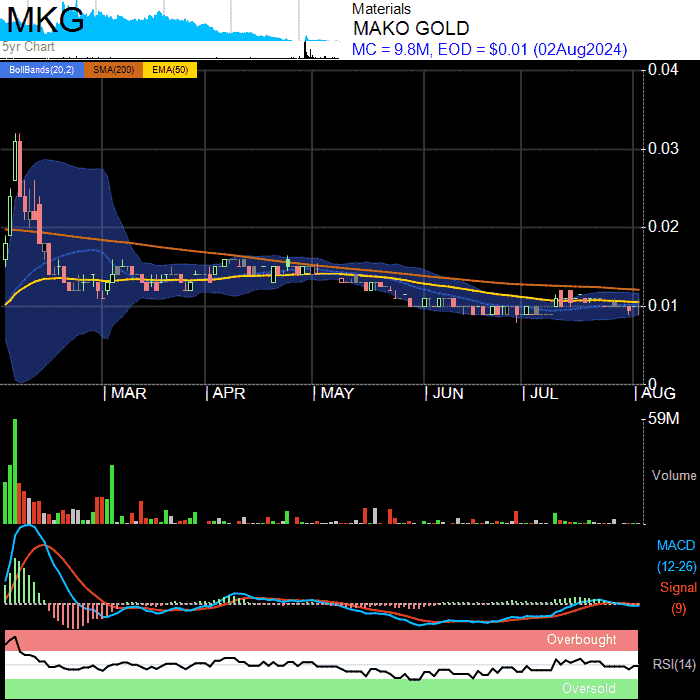 MKG
5yr Chart
Materials
MAKO GOLD
MC = 9.8M, EOD = $0.01 (02Aug2024)
BollBands(20,2) SMA(200) EMA(50)
0.04
0.03
0.02
0.01
0
MAR APR MAY JUN JUL AUG
59M
Volume
MACD
(12-26)
Signal
(9)
Overbought
RSI(14)
Oversold